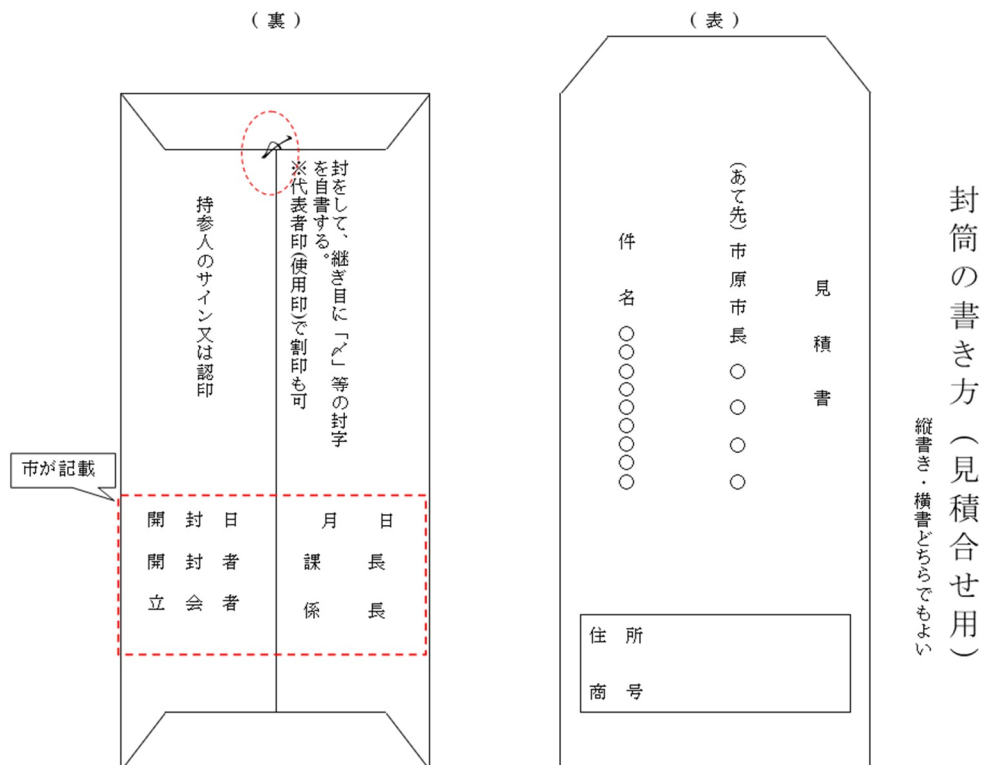 封筒の書き方（見積合せ用）
縦書き・横書どちらでもよい
（表）
見積書
（あて先）市原市長○○○○
件名○○○○○○○○○
住所
商号
（裏）
〆
封をして、継ぎ目に「〆」等の封字
を自書する。
※代表者印（使用印）で割印も可
持参人のサイン又は認印
市が記載
開封日　月　日
開封者　課　長
立会者　係　長